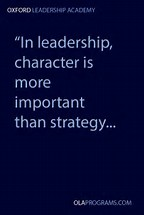 OXFORD LEADERSHIP ACADEMY
“In leadership,
character is
more
important
than strategy...
OLAPROGRAMS.COM